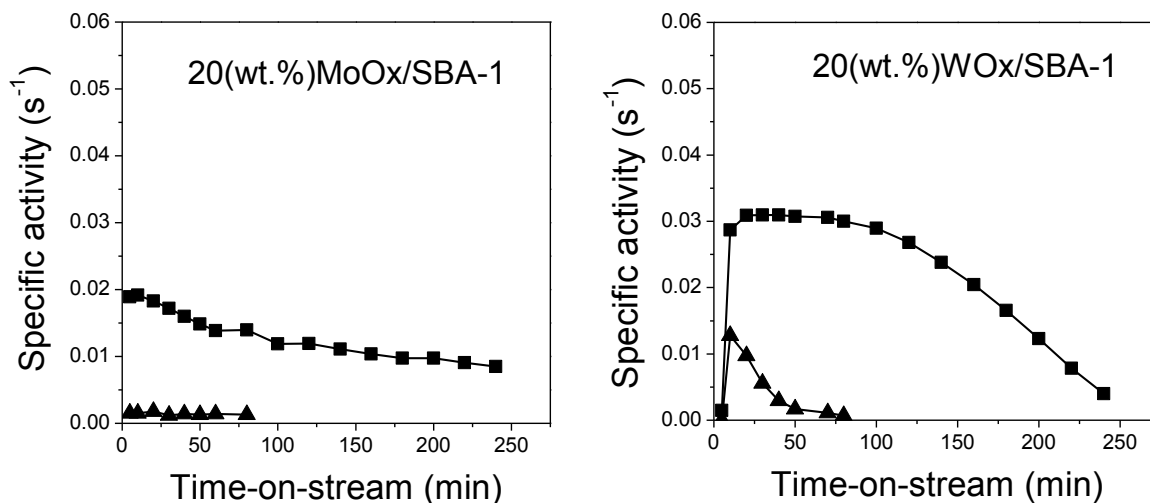 20(wt.%)MoOx/SBA-1
Specific activity (s⁻¹)
0.06
0.05
0.04
0.03
0.02
0.01
0.00
0 50 100 150 200 250
Time-on-stream (min)
20(wt.%)WOx/SBA-1
Specific activity (s⁻¹)
0.06
0.05
0.04
0.03
0.02
0.01
0.00
0 50 100 150 200 250
Time-on-stream (min)